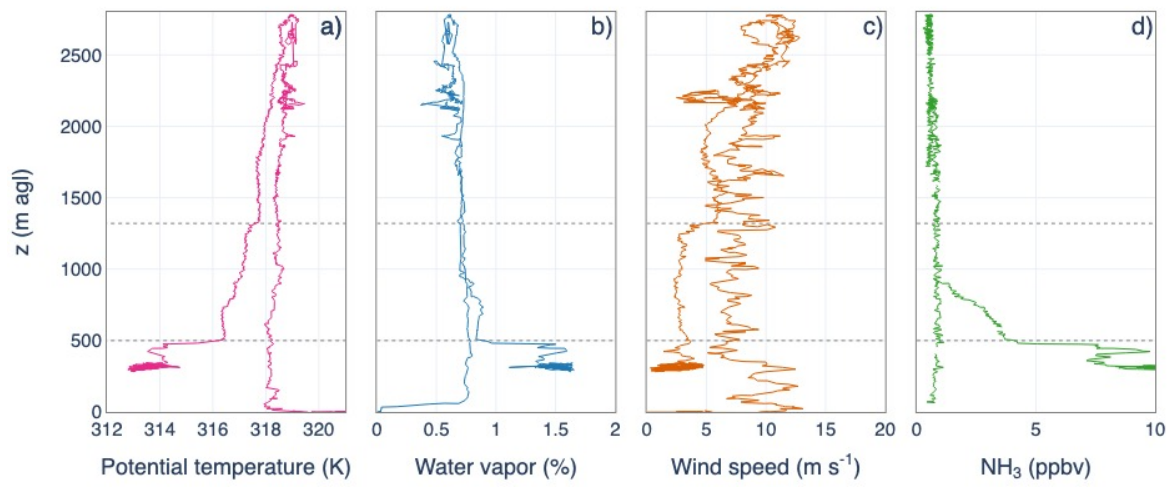 a)
b)
c)
d)
2500
2000
1500
1000
500
0
z (m agl)
312 314 316 318 320
0 0.5 1 1.5 2
0 5 10 15 20
0 5 10
Potential temperature (K)
Water vapor (%)
Wind speed (m s⁻¹)
NH₃ (ppbv)